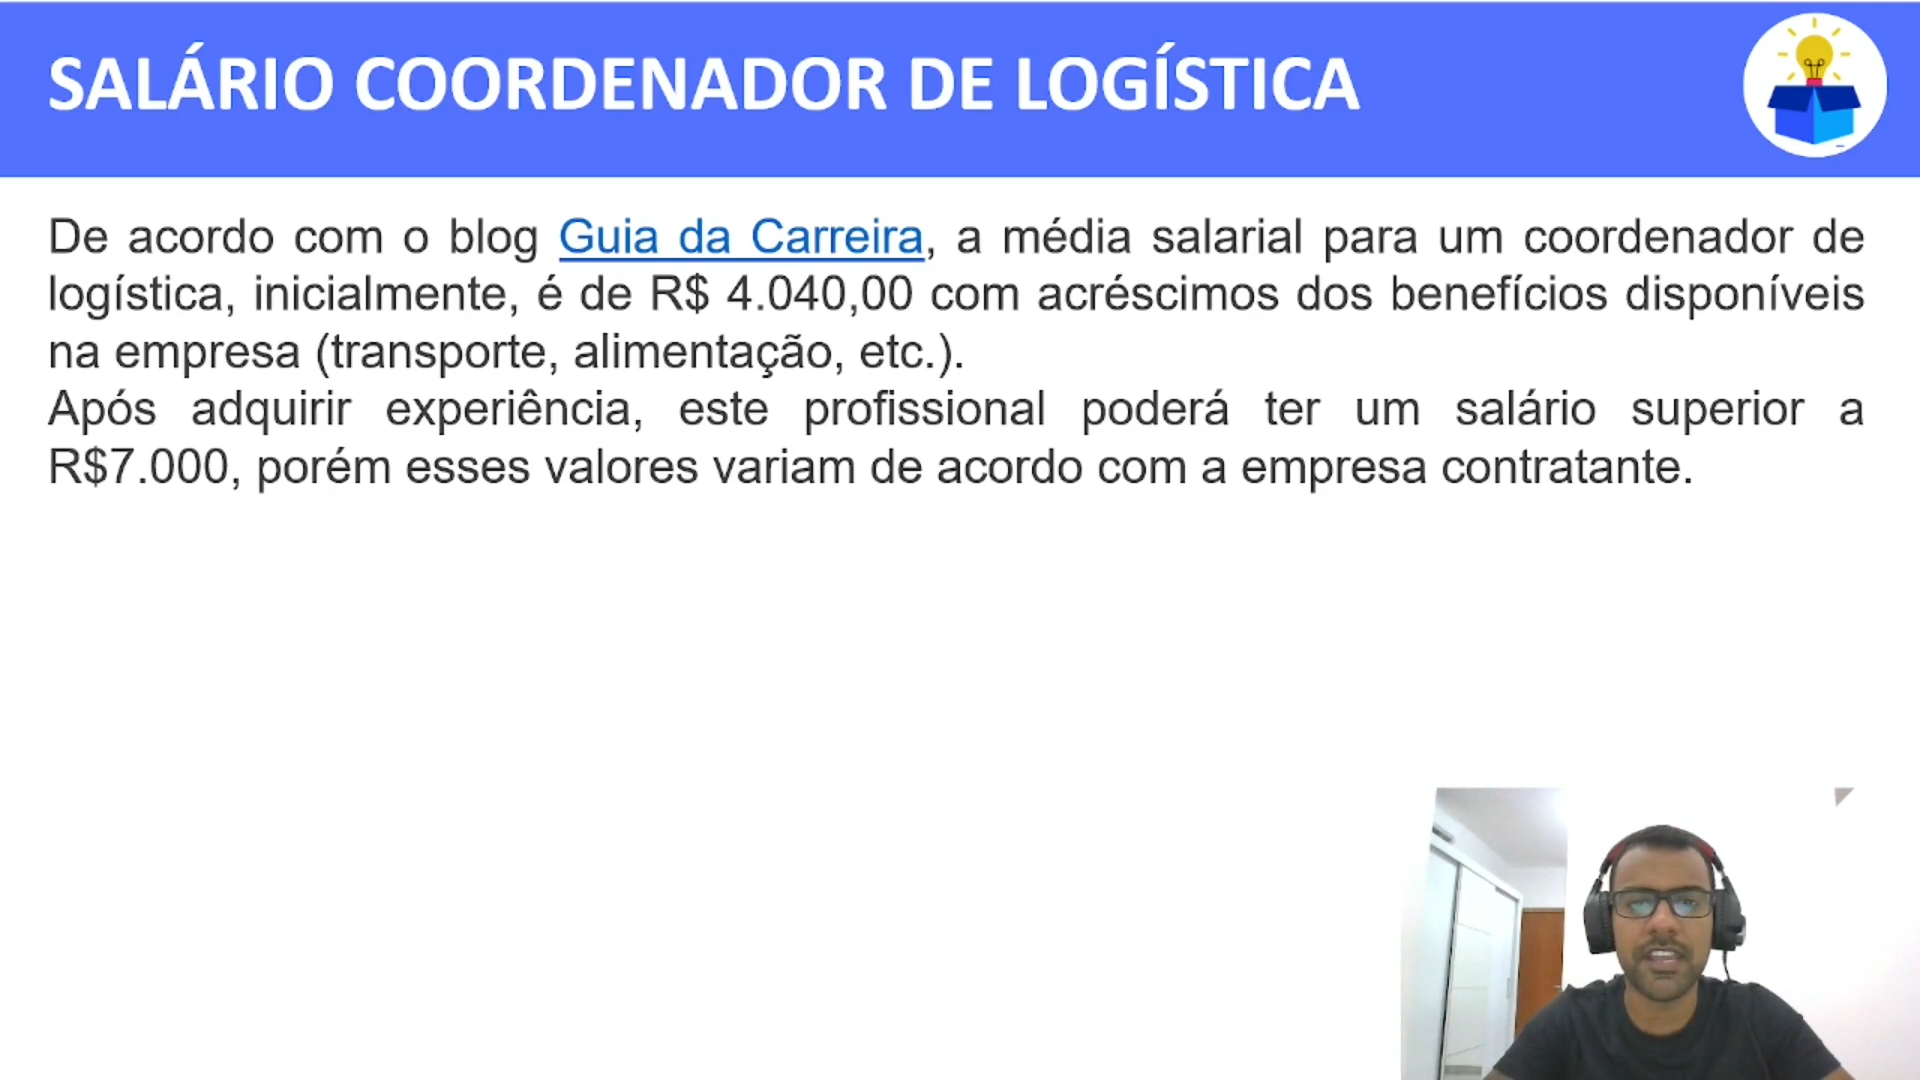 SALÁRIO COORDENADOR DE LOGÍSTICA
De acordo com o blog Guia da Carreira, a média salarial para um coordenador de
logística, inicialmente, é de R$ 4.040,00 com acréscimos dos benefícios disponíveis
na empresa (transporte, alimentação, etc.).
Após adquirir experiência, este profissional poderá ter um salário superior a
R$7.000, porém esses valores variam de acordo com a empresa contratante.